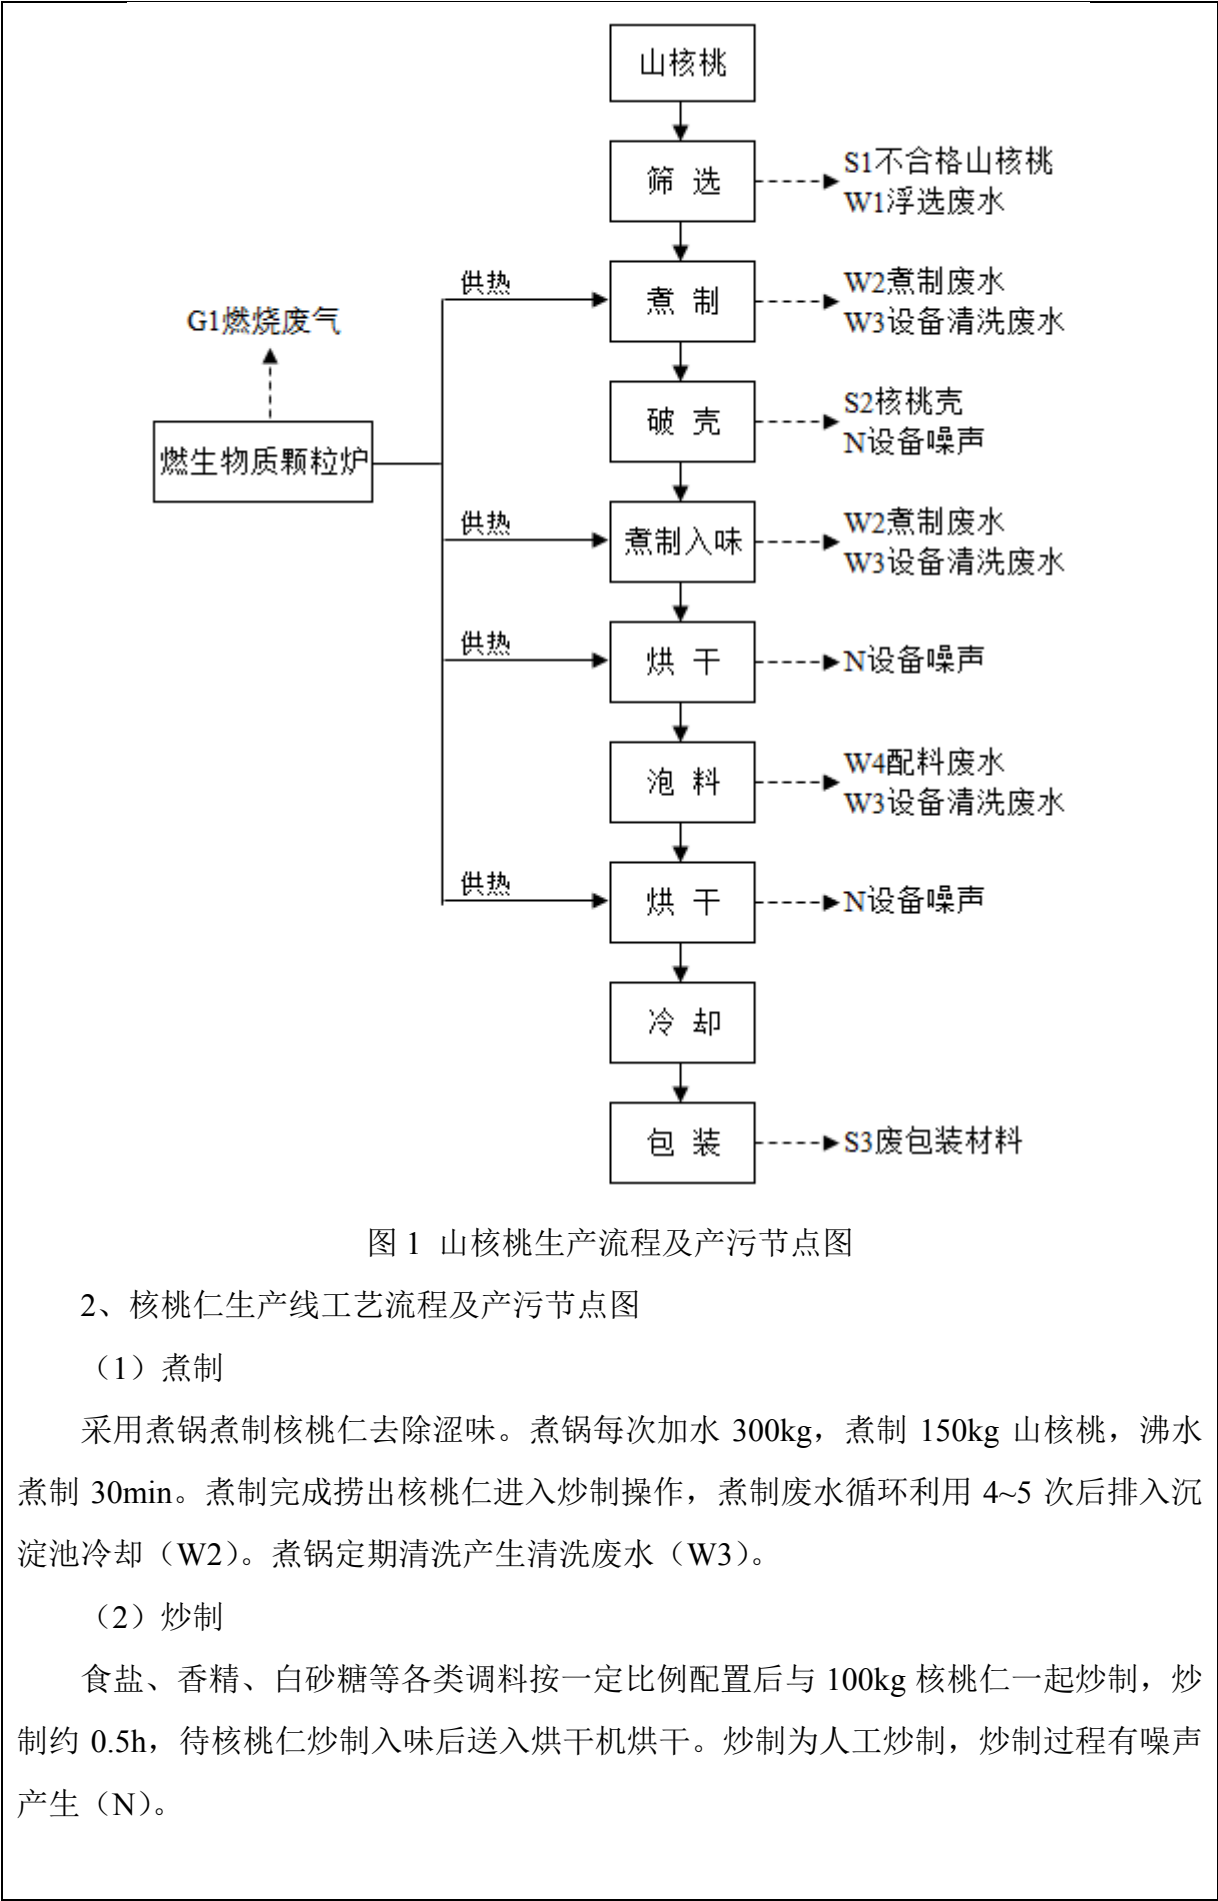 山核桃
筛 选
S1不合格山核桃
W1浮选废水
供热
煮 制
W2煮制废水
W3设备清洗废水
G1燃烧废气
破 壳
S2核桃壳
N设备噪声
燃生物质颗粒炉
供热
煮制入味
W2煮制废水
W3设备清洗废水
供热
烘 干
N设备噪声
泡 料
W4配料废水
W3设备清洗废水
供热
烘 干
N设备噪声
冷 却
包 装
S3废包装材料
图 1 山核桃生产流程及产污节点图
2、核桃仁生产线工艺流程及产污节点图
（1）煮制
采用煮锅煮制核桃仁去除涩味。煮锅每次加水 300kg，煮制 150kg 山核桃，沸水
煮制 30min。煮制完成捞出核桃仁进入炒制操作，煮制废水循环利用 4~5 次后排入沉
淀池冷却（W2）。煮锅定期清洗产生清洗废水（W3）。
（2）炒制
食盐、香精、白砂糖等各类调料按一定比例配置后与 100kg 核桃仁一起炒制，炒
制约 0.5h，待核桃仁炒制入味后送入烘干机烘干。炒制为人工炒制，炒制过程有噪声
产生（N）。